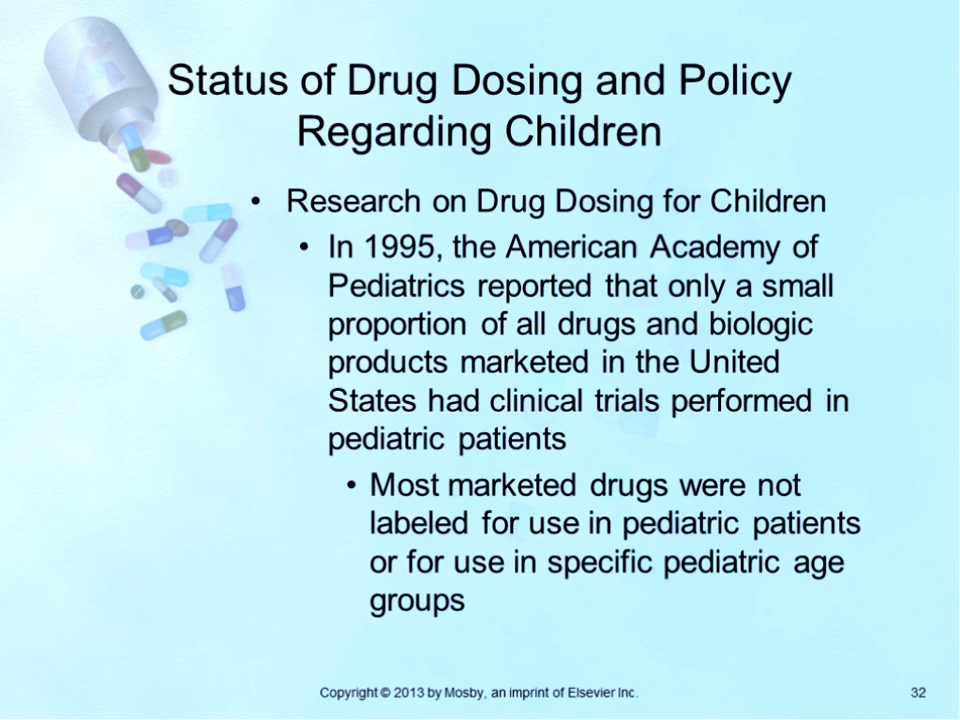 Status of Drug Dosing and Policy
Regarding Children
• Research on Drug Dosing for Children
• In 1995, the American Academy of
Pediatrics reported that only a small
proportion of all drugs and biologic
products marketed in the United
States had clinical trials performed in
pediatric patients
• Most marketed drugs were not
labeled for use in pediatric patients
or for use in specific pediatric age
groups
Copyright © 2013 by Mosby, an imprint of Elsevier Inc.
32